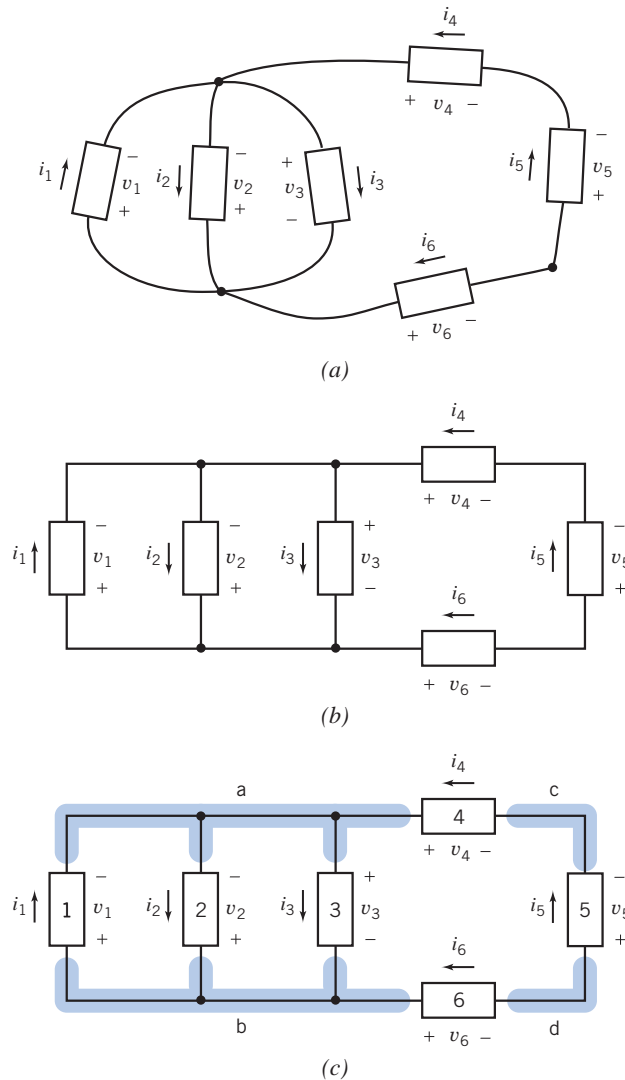 i4
+ v4 −
i1 − v1 + i2 − v2 + + v3 − i3 i5 − v5 +
i6
+ v6 −
(a)
i4
+ v4 −
i1 − v1 + i2 − v2 + i3 + v3 − i5 − v5 +
i6
+ v6 −
(b)
i4
a c
4
+ v4 −
i1 1 − v1 + i2 2 − v2 + i3 3 + v3 − i5 5 − v5 +
i6
6
b d
+ v6 −
(c)